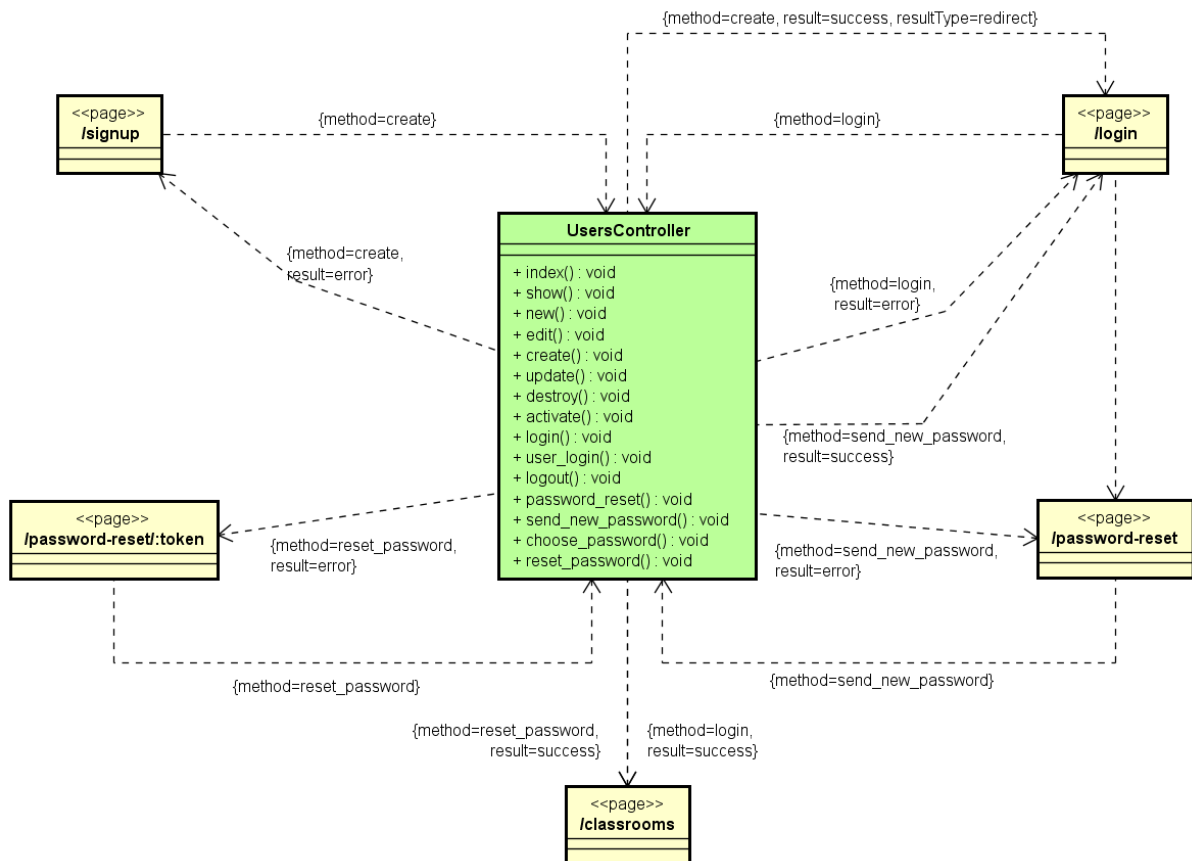 {method=create, result=success, resultType=redirect}
<<page>>
/signup
{method=create}
{method=login}
<<page>>
/login
{method=create,
result=error}
UsersController
+ index() : void
+ show() : void
+ new() : void
+ edit() : void
+ create() : void
+ update() : void
+ destroy() : void
+ activate() : void
+ login() : void
+ user_login() : void
+ logout() : void
+ password_reset() : void
+ send_new_password() : void
+ choose_password() : void
+ reset_password() : void
{method=login,
result=error}
{method=send_new_password,
result=success}
<<page>>
/password-reset/:token
{method=reset_password,
result=error}
{method=send_new_password,
result=error}
<<page>>
/password-reset
{method=reset_password}
{method=send_new_password}
{method=reset_password,
result=success}
{method=login,
result=success}
<<page>>
/classrooms